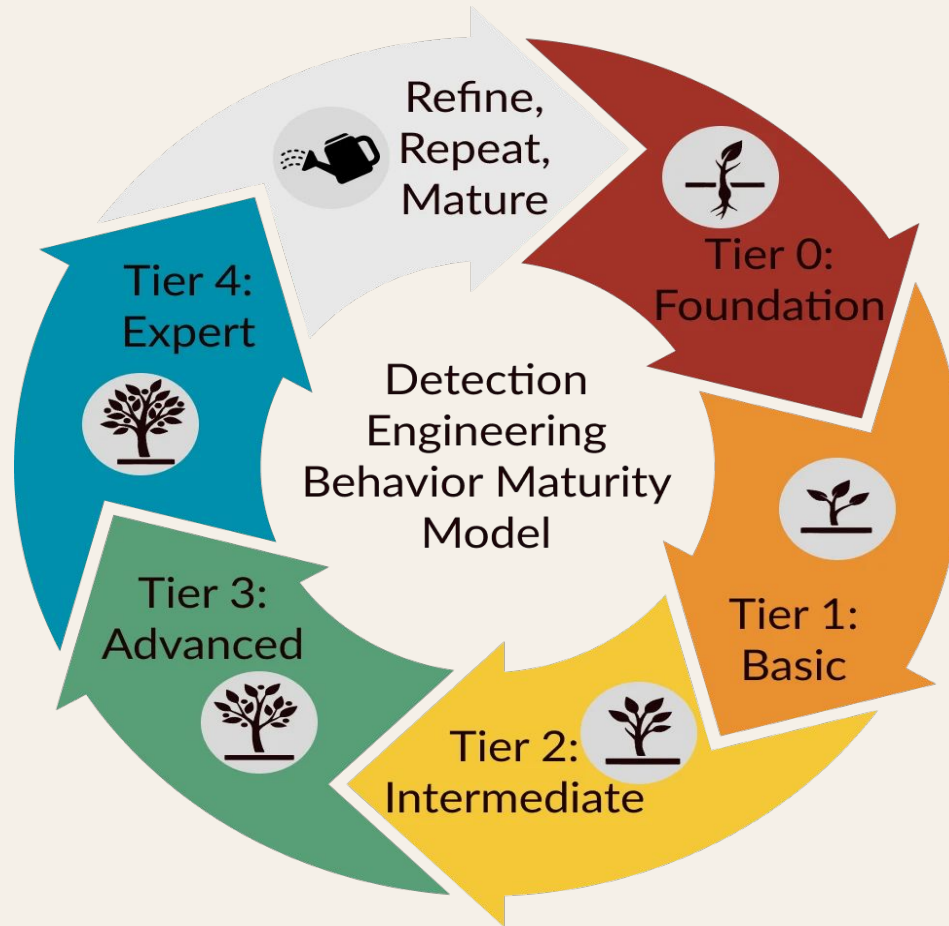 Detection
Engineering
Behavior Maturity
Model
Refine,
Repeat,
Mature
Tier 0:
Foundation
Tier 1:
Basic
Tier 2:
Intermediate
Tier 3:
Advanced
Tier 4:
Expert